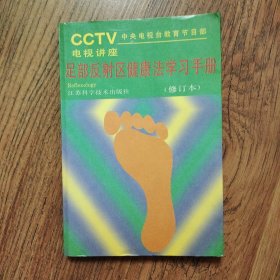 CCTV 中央电视台教育节目部
电视讲座
足部反射区健康法学习手册
Reflexology
(修订本)
江苏科学技术出版社